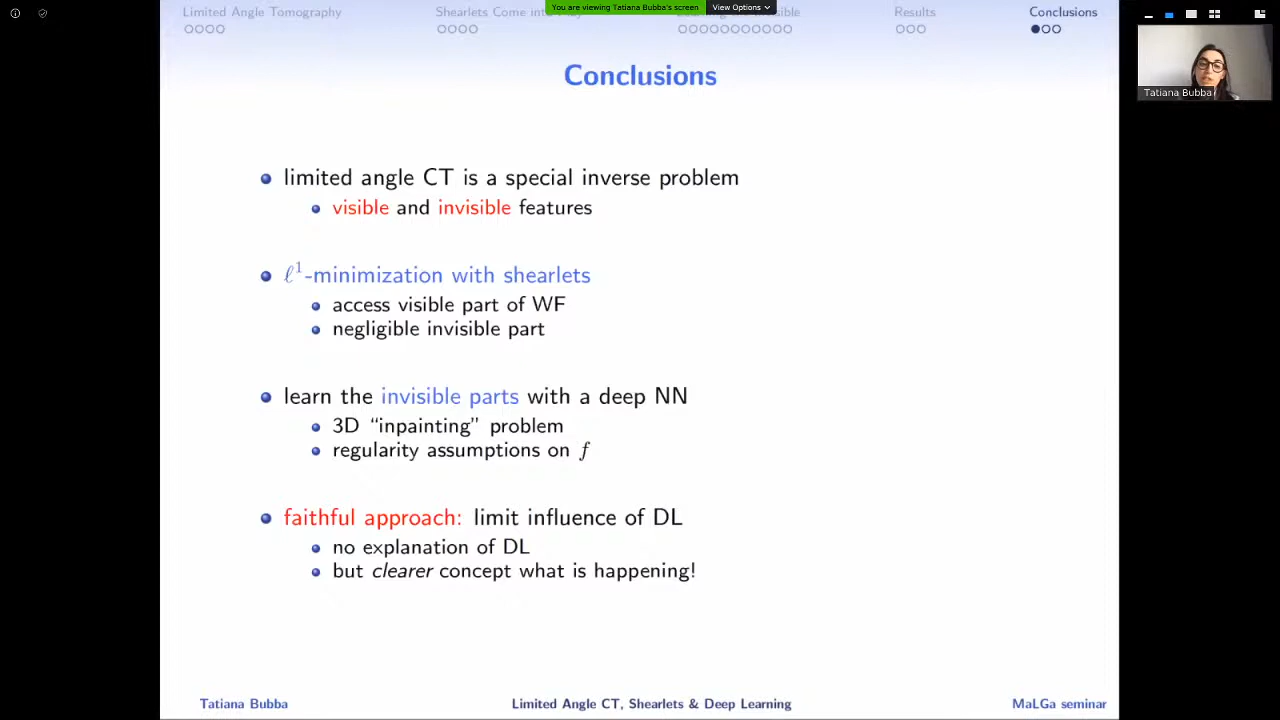 You are viewing Tatiana Bubba's screen View Options
Limited Angle Tomography Shearlets Come into Results Conclusions
Conclusions
Tatiana Bubba
limited angle CT is a special inverse problem
visible and invisible features
ℓ¹-minimization with shearlets
access visible part of WF
negligible invisible part
learn the invisible parts with a deep NN
3D “inpainting” problem
regularity assumptions on f
faithful approach: limit influence of DL
no explanation of DL
but clearer concept what is happening!
Tatiana Bubba Limited Angle CT, Shearlets & Deep Learning MaLGa seminar